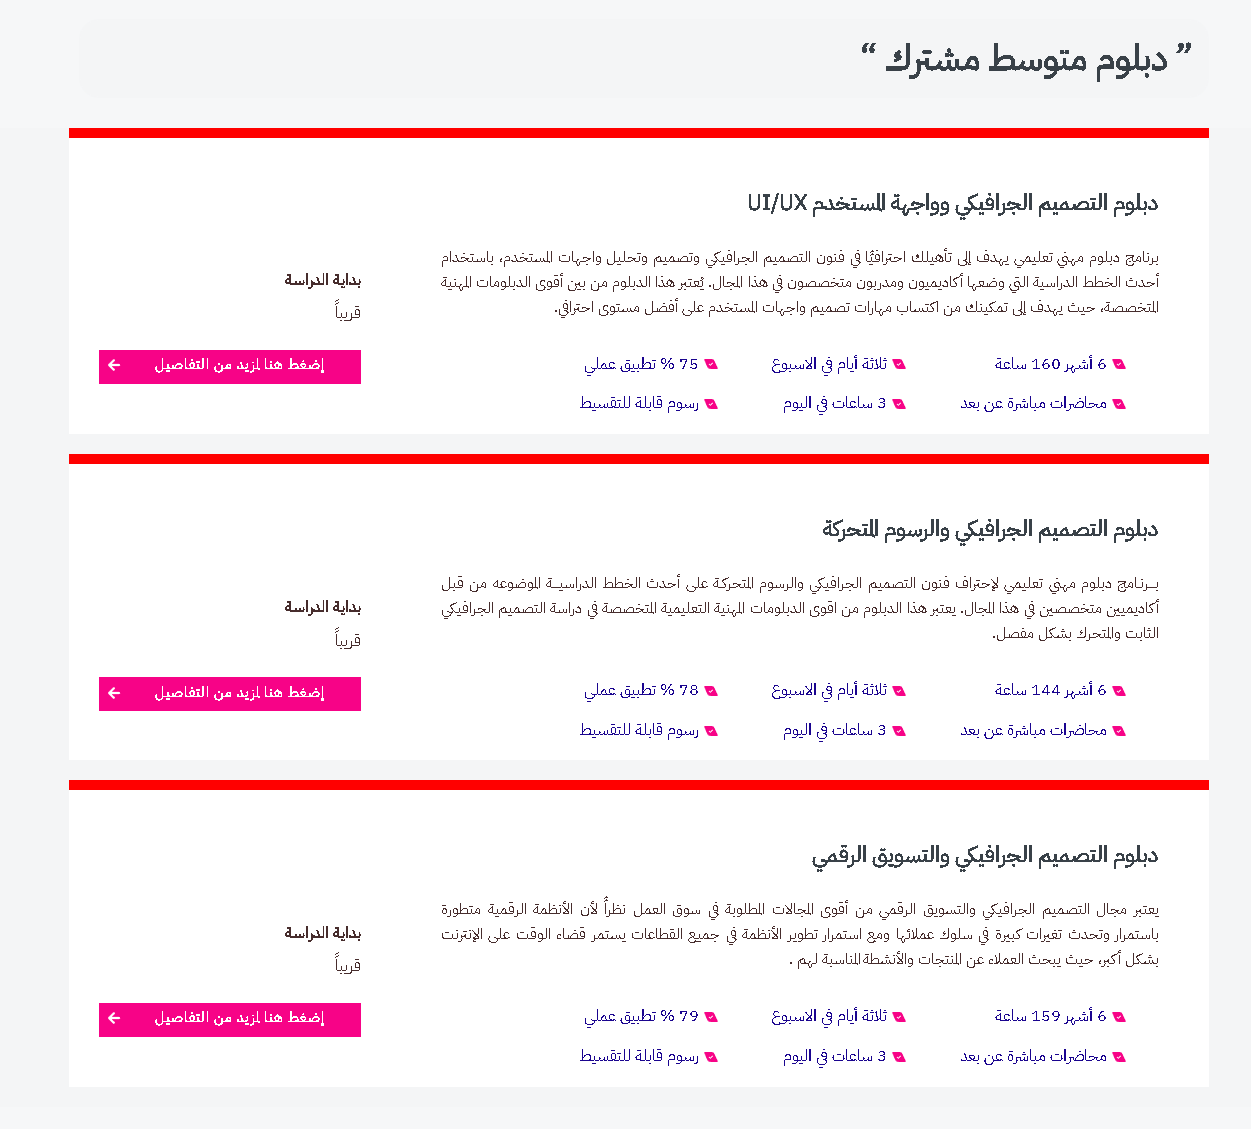 ” دبلوم متوسط مشترك “
دبلوم التصميم الجرافيكي وواجهة المستخدم UI/UX
برنامج دبلوم مهني تعليمي يهدف إلى تأهيلك احترافيًا في فنون التصميم الجرافيكي وتصميم وتحليل واجهات المستخدم، باستخدام
أحدث الخطط الدراسية التي وضعها أكاديميون ومدربون متخصصون في هذا المجال. يُعتبر هذا الدبلوم من بين أقوى الدبلومات المهنية
المتخصصة، حيث يهدف إلى تمكينك من اكتساب مهارات تصميم واجهات المستخدم على أفضل مستوى احترافي.
6 أشهر 160 ساعة
ثلاثة أيام في الاسبوع
75 % تطبيق عملي
محاضرات مباشرة عن بعد
3 ساعات في اليوم
رسوم قابلة للتقسيط
بداية الدراسة
قريباً
إضغط هنا لمزيد من التفاصيل
دبلوم التصميم الجرافيكي والرسوم المتحركة
بــرنـامج دبلوم مهني تعليمي لإحتراف فنون التصميم الجرافيكي والرسوم المتحركـة على أحدث الخطط الدراسيــة الموضوعه من قبل
أكاديميين متخصصين في هذا المجال. يعتبر هذا الدبلوم من اقوى الدبلومات المهنية التعليمية المتخصصة في دراسة التصميم الجرافيكي
الثابت والمتحرك بشكل مفصل.
6 أشهر 144 ساعة
ثلاثة أيام في الاسبوع
78 % تطبيق عملي
محاضرات مباشرة عن بعد
3 ساعات في اليوم
رسوم قابلة للتقسيط
بداية الدراسة
قريباً
إضغط هنا لمزيد من التفاصيل
دبلوم التصميم الجرافيكي والتسويق الرقمي
يعتبر مجال التصميم الجرافيكي والتسويق الرقمي من أقوى المجالات المطلوبة في سوق العمل نظراً لأن الأنظمة الرقمية متطورة
باستمرار وتحدث تغيرات كبيرة في سلوك عملائها ومع استمرار تطوير الأنظمة في جميع القطاعات يستمر قضاء الوقت على الإنترنت
بشكل أكبر، حيث يبحث العملاء عن المنتجات والأنشطة المناسبة لهم .
6 أشهر 159 ساعة
ثلاثة أيام في الاسبوع
79 % تطبيق عملي
محاضرات مباشرة عن بعد
3 ساعات في اليوم
رسوم قابلة للتقسيط
بداية الدراسة
قريباً
إضغط هنا لمزيد من التفاصيل